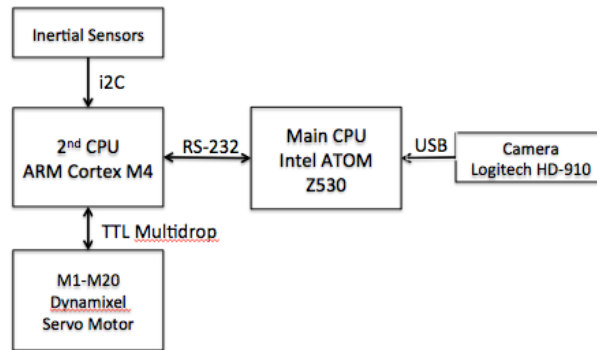 Inertial Sensors
i2C
2nd CPU
ARM Cortex M4
RS-232
Main CPU
Intel ATOM
Z530
USB
Camera
Logitech HD-910
TTL Multidrop
M1-M20
Dynamixel
Servo Motor